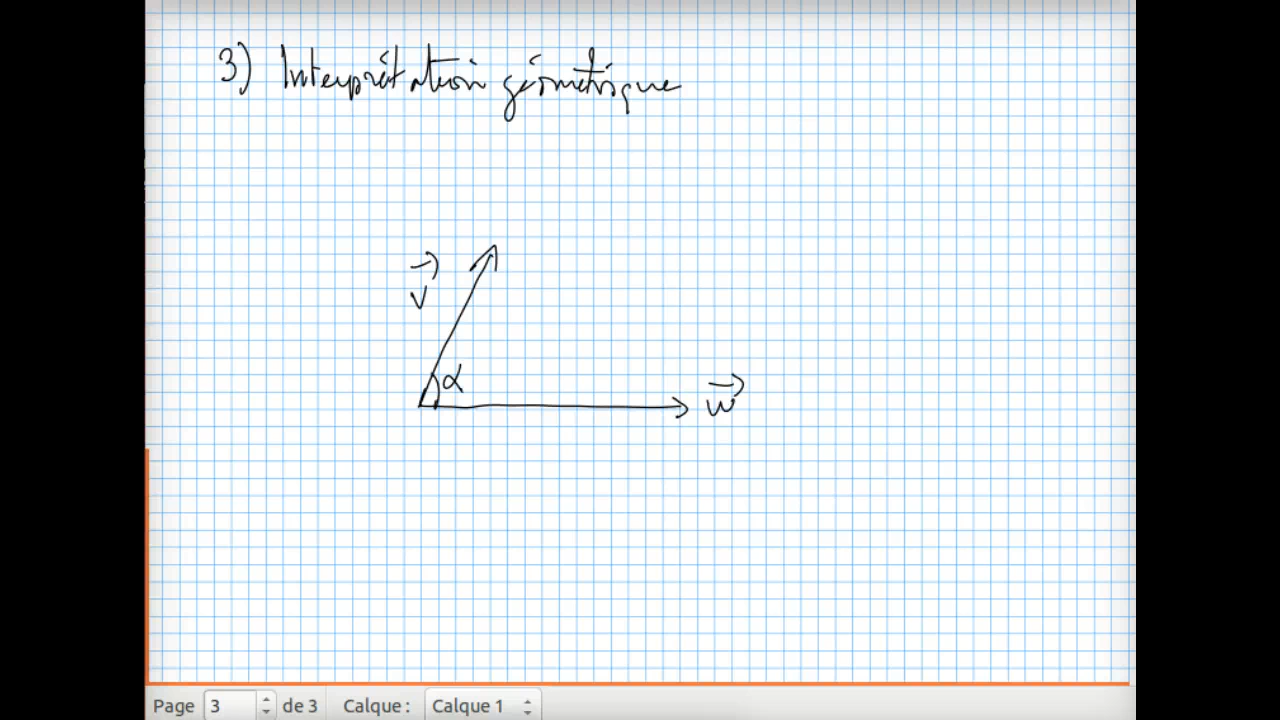 3) Interprétation géométrique
v⃗
α
w⃗
Page 3 de 3 Calque : Calque 1